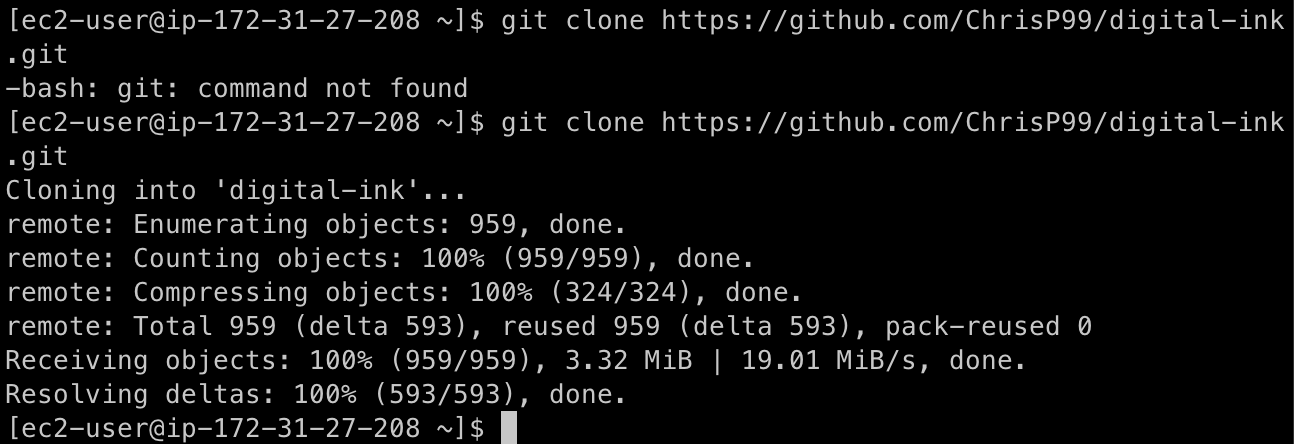 [ec2-user@ip-172-31-27-208 ~]$ git clone https://github.com/ChrisP99/digital-ink
.git
-bash: git: command not found
[ec2-user@ip-172-31-27-208 ~]$ git clone https://github.com/ChrisP99/digital-ink
.git
Cloning into 'digital-ink'...
remote: Enumerating objects: 959, done.
remote: Counting objects: 100% (959/959), done.
remote: Compressing objects: 100% (324/324), done.
remote: Total 959 (delta 593), reused 959 (delta 593), pack-reused 0
Receiving objects: 100% (959/959), 3.32 MiB | 19.01 MiB/s, done.
Resolving deltas: 100% (593/593), done.
[ec2-user@ip-172-31-27-208 ~]$